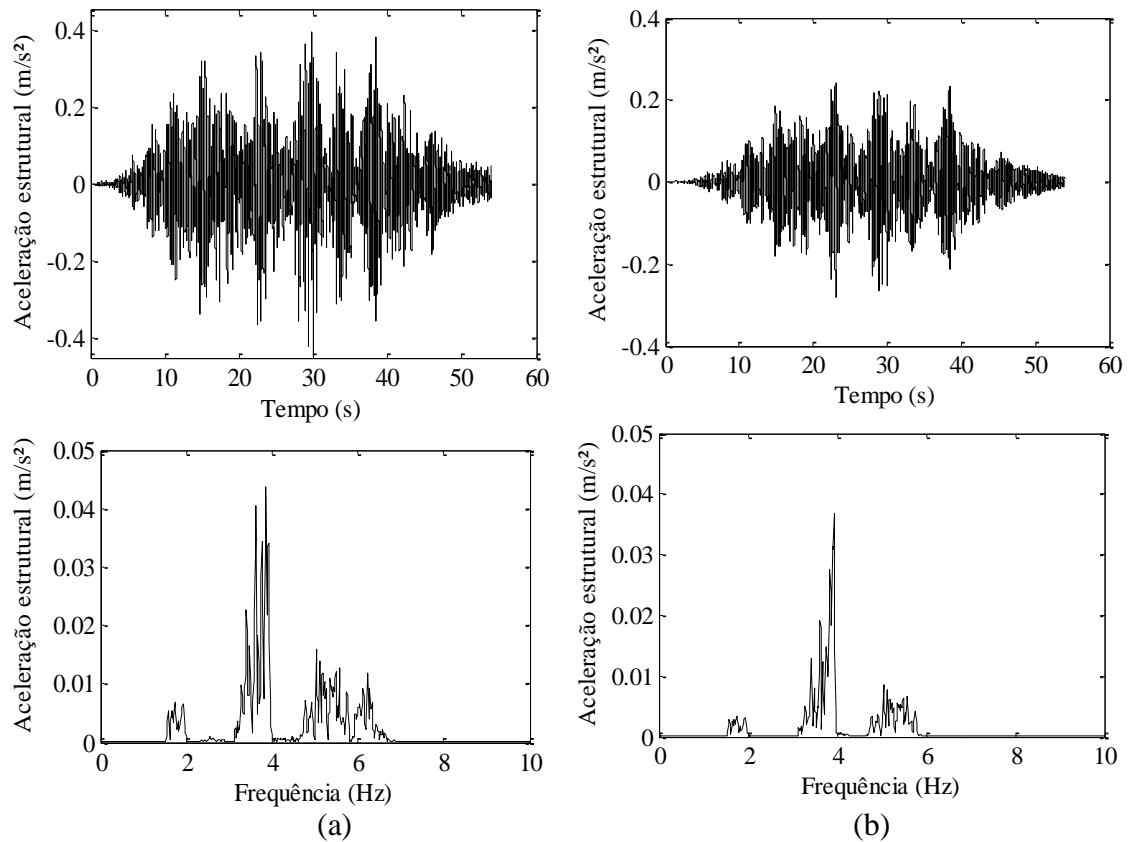 Aceleração estrutural (m/s²)
0.4
0.2
0
-0.2
-0.4
0 10 20 30 40 50 60
Tempo (s)
Aceleração estrutural (m/s²)
0.4
0.2
0
-0.2
-0.4
0 10 20 30 40 50 60
Tempo (s)
Aceleração estrutural (m/s²)
0.05
0.04
0.03
0.02
0.01
0
0 2 4 6 8 10
Frequência (Hz)
(a)
Aceleração estrutural (m/s²)
0.05
0.04
0.03
0.02
0.01
0
0 2 4 6 8 10
Frequência (Hz)
(b)